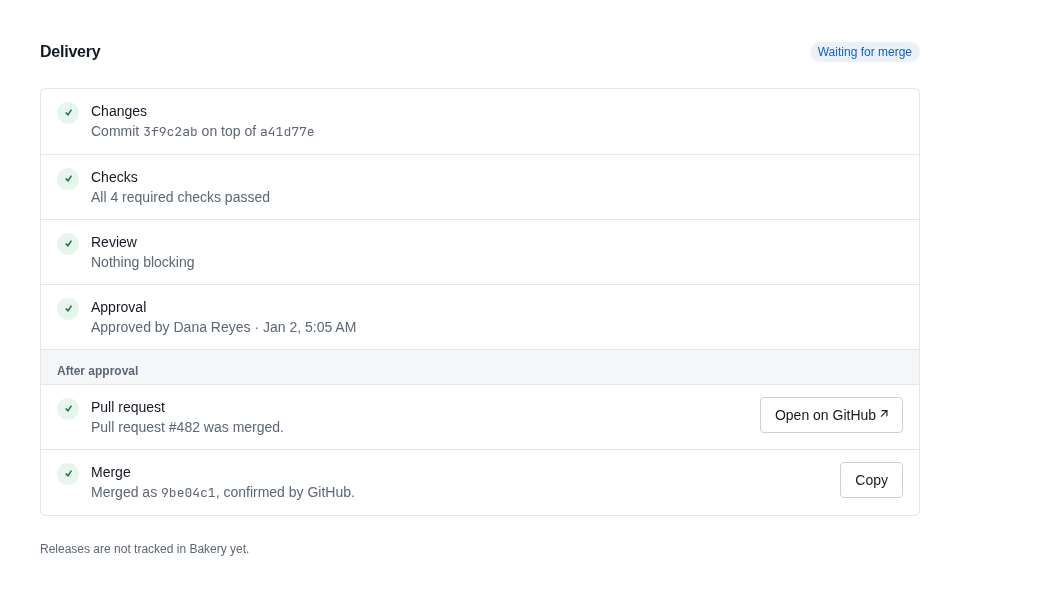 Delivery
Waiting for merge
Changes
Commit 3f9c2ab on top of a41d77e
Checks
All 4 required checks passed
Review
Nothing blocking
Approval
Approved by Dana Reyes · Jan 2, 5:05 AM
After approval
Pull request
Pull request #482 was merged.
Open on GitHub
Merge
Merged as 9be04c1, confirmed by GitHub.
Copy
Releases are not tracked in Bakery yet.